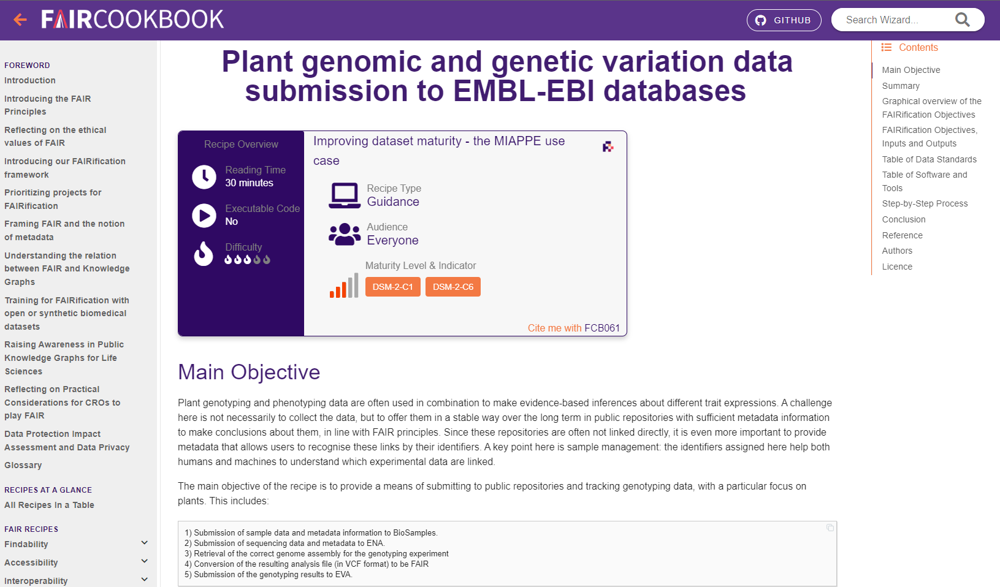 FAIRCOOKBOOK
GITHUB
Search Wizard...
FOREWORD
Introduction
Introducing the FAIR
Principles
Reflecting on the ethical
values of FAIR
Introducing our FAIRification
framework
Prioritizing projects for
FAIRification
Framing FAIR and the notion
of metadata
Understanding the relation
between FAIR and Knowledge
Graphs
Training for FAIRification with
open or synthetic biomedical
datasets
Raising Awareness in Public
Knowledge Graphs for Life
Sciences
Reflecting on Practical
Considerations for CROs to
play FAIR
Data Protection Impact
Assessment and Data Privacy
Glossary
RECIPES AT A GLANCE
All Recipes In a Table
FAIR RECIPES
Findability
Accessibility
Interoperability
Plant genomic and genetic variation data
submission to EMBL-EBI databases
Recipe Overview
Reading Time
30 minutes
Executable Code
No
Difficulty
Improving dataset maturity - the MIAPPE use
case
Recipe Type
Guidance
Audience
Everyone
Maturity Level & Indicator
DSM-2-C1 DSM-2-C6
Cite me with FCB061
Main Objective
Plant genotyping and phenotyping data are often used in combination to make evidence-based inferences about different trait expressions. A challenge
here is not necessarily to collect the data, but to offer them in a stable way over the long term in public repositories with sufficient metadata information
to make conclusions about them, in line with FAIR principles. Since these repositories are often not linked directly, it is even more important to provide
metadata that allows users to recognise these links by their identifiers. A key point here is sample management: the identifiers assigned here help both
humans and machines to understand which experimental data are linked.
The main objective of the recipe is to provide a means of submitting to public repositories and tracking genotyping data, with a particular focus on
plants. This includes:
1) Submission of sample data and metadata information to BioSamples.
2) Submission of sequencing data and metadata to ENA.
3) Retrieval of the correct genome assembly for the genotyping experiment
4) Conversion of the resulting analysis file (in VCF format) to be FAIR
5) Submission of the genotyping results to EVA.
Contents
Main Objective
Summary
Graphical overview of the
FAIRification Objectives
FAIRification Objectives,
Inputs and Outputs
Table of Data Standards
Table of Software and
Tools
Step-by-Step Process
Conclusion
Reference
Authors
Licence